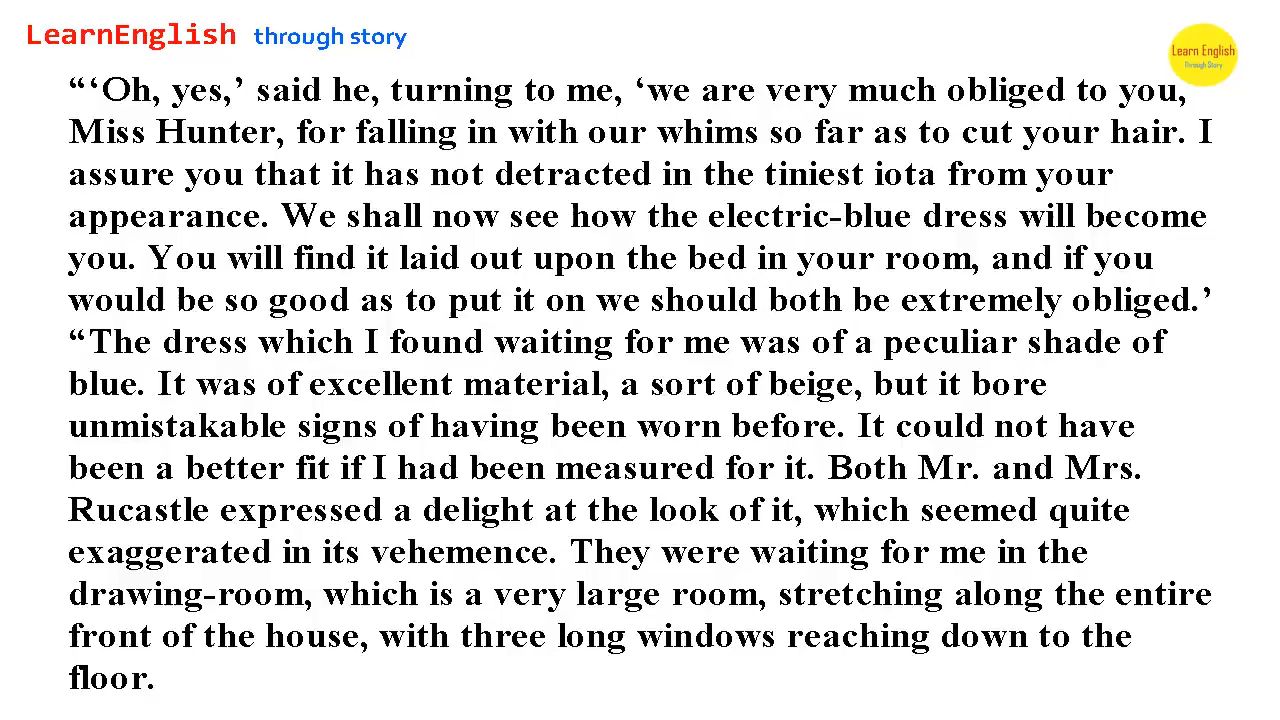 LearnEnglish through story
Learn English
Through Story
“‘Oh, yes,’ said he, turning to me, ‘we are very much obliged to you,
Miss Hunter, for falling in with our whims so far as to cut your hair. I
assure you that it has not detracted in the tiniest iota from your
appearance. We shall now see how the electric-blue dress will become
you. You will find it laid out upon the bed in your room, and if you
would be so good as to put it on we should both be extremely obliged.’
“The dress which I found waiting for me was of a peculiar shade of
blue. It was of excellent material, a sort of beige, but it bore
unmistakable signs of having been worn before. It could not have
been a better fit if I had been measured for it. Both Mr. and Mrs.
Rucastle expressed a delight at the look of it, which seemed quite
exaggerated in its vehemence. They were waiting for me in the
drawing-room, which is a very large room, stretching along the entire
front of the house, with three long windows reaching down to the
floor.